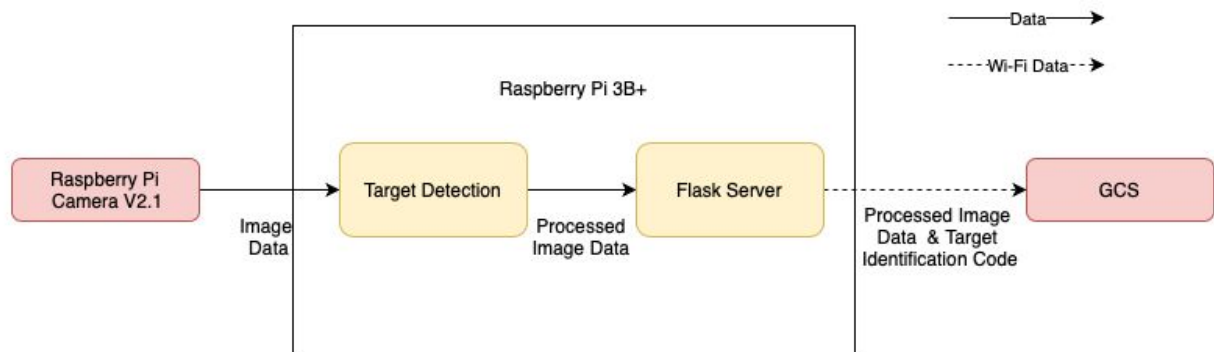 Data
Wi-Fi Data
Raspberry Pi 3B+
Raspberry Pi
Camera V2.1
Image
Data
Target Detection
Processed
Image Data
Flask Server
Processed Image
Data & Target
Identification Code
GCS